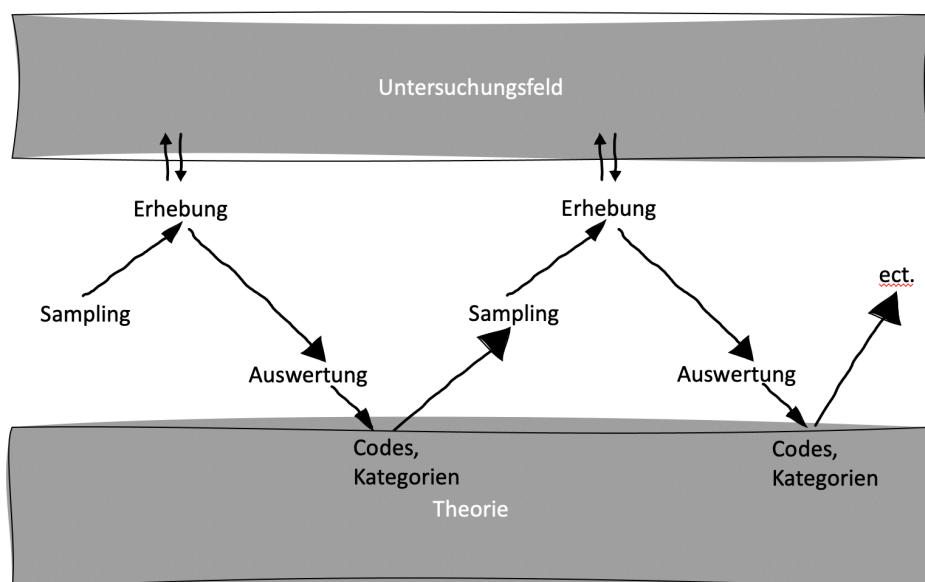 Untersuchungsfeld
Erhebung
Erhebung
Sampling
Sampling
ect.
Auswertung
Auswertung
Codes,
Kategorien
Codes,
Kategorien
Theorie